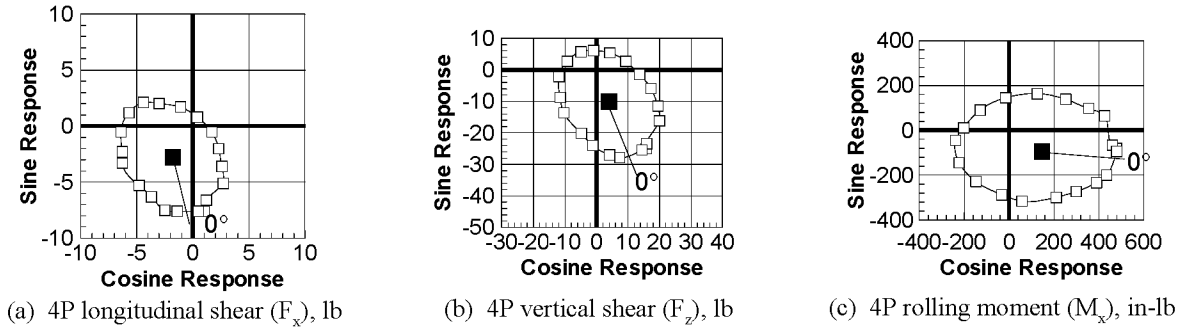 10
5
0
-5
-10
-10 -5 0 5 10
Sine Response
Cosine Response
0°
(a) 4P longitudinal shear (Fx), lb
10
0
-10
-20
-30
-40
-50
-30 -20 -10 0 10 20 30 40
Sine Response
Cosine Response
0°
(b) 4P vertical shear (Fz), lb
400
200
0
-200
-400
-400 -200 0 200 400 600
Sine Response
Cosine Response
0°
(c) 4P rolling moment (Mx), in-lb